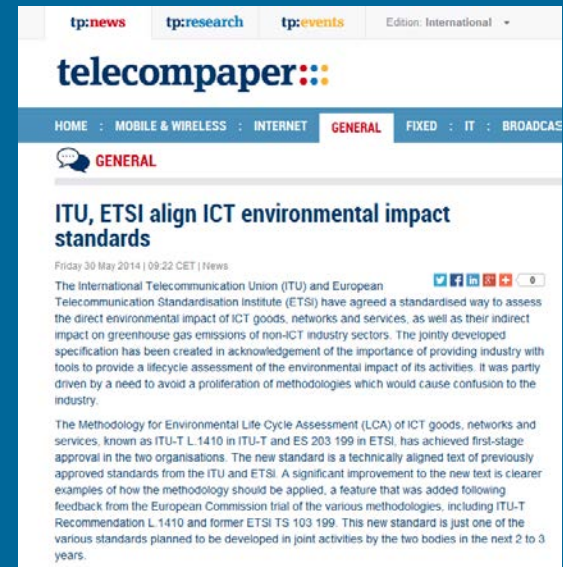 tp:news tp:research tp:events Edition: International
telecompaper
HOME : MOBILE & WIRELESS : INTERNET GENERAL FIXED : IT : BROADCAS
GENERAL
ITU, ETSI align ICT environmental impact
standards
Friday 30 May 2014 | 09:22 CET | News
0
The International Telecommunication Union (ITU) and European
Telecommunication Standardisation Institute (ETSI) have agreed a standardised way to assess
the direct environmental impact of ICT goods, networks and services, as well as their indirect
impact on greenhouse gas emissions of non-ICT industry sectors. The jointly developed
specification has been created in acknowledgement of the importance of providing industry with
tools to provide a lifecycle assessment of the environmental impact of its activities. It was partly
driven by a need to avoid a proliferation of methodologies which would cause confusion to the
industry.
The Methodology for Environmental Life Cycle Assessment (LCA) of ICT goods, networks and
services, known as ITU-T L.1410 in ITU-T and ES 203 199 in ETSI, has achieved first-stage
approval in the two organisations. The new standard is a technically aligned text of previously
approved standards from the ITU and ETSI. A significant improvement to the new text is clearer
examples of how the methodology should be applied, a feature that was added following
feedback from the European Commission trial of the various methodologies, including ITU-T
Recommendation L.1410 and former ETSI TS 103 199. This new standard is just one of the
various standards planned to be developed in joint activities by the two bodies in the next 2 to 3
years.